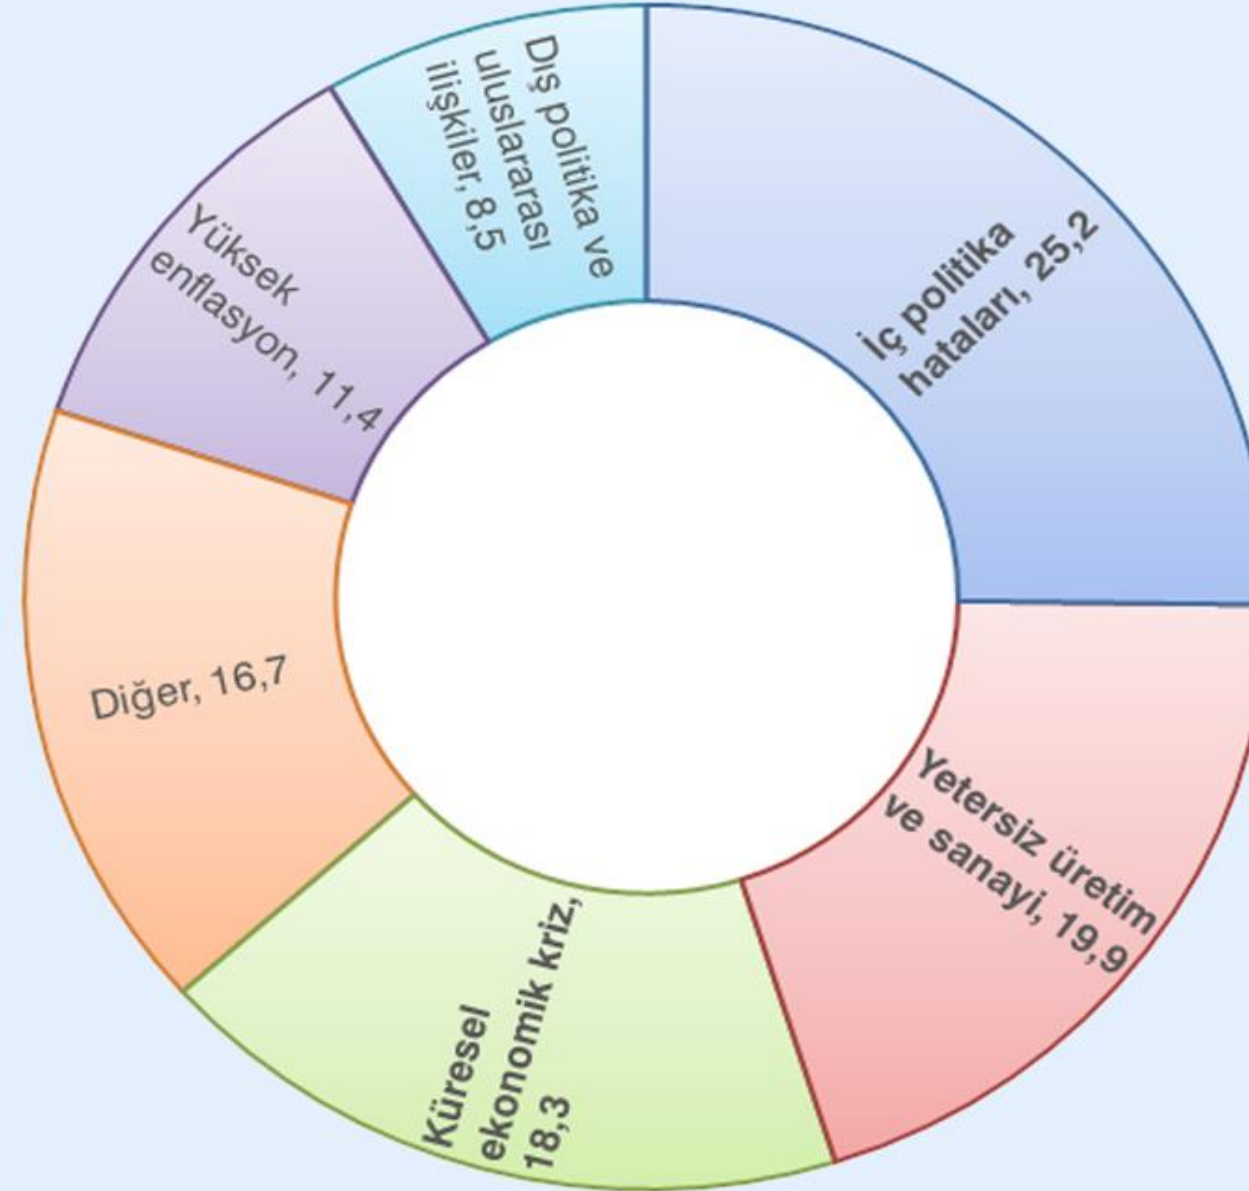 İç politika
hataları, 25,2
Yetersiz üretim
ve sanayi, 19,9
Küresel
ekonomik kriz,
18,3
Diğer, 16,7
Yüksek
enflasyon, 11,4
Dış politika ve
uluslararası
ilişkiler, 8,5